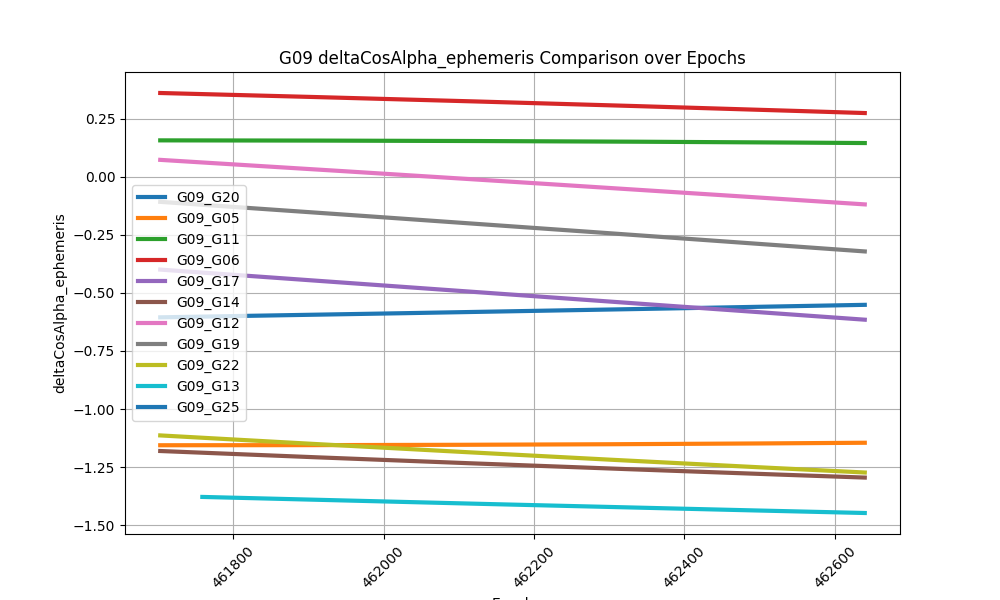 G09 deltaCosAlpha_ephemeris Comparison over Epochs
deltaCosAlpha_ephemeris
0.25
0.00
−0.25
−0.50
−0.75
−1.00
−1.25
−1.50
G09_G20
G09_G05
G09_G11
G09_G06
G09_G17
G09_G14
G09_G12
G09_G19
G09_G22
G09_G13
G09_G25
461800
462000
462200
462400
462600